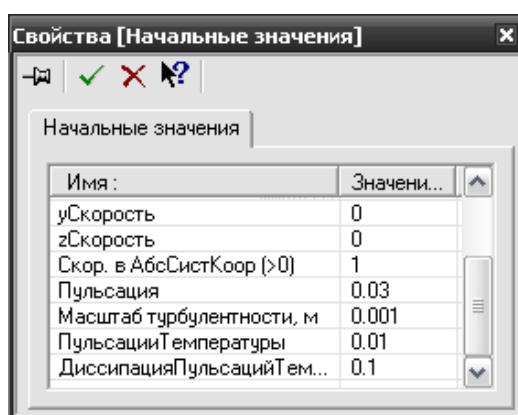 Свойства [Начальные значения]
Начальные значения
Имя : Значени...
yСкорость 0
zСкорость 0
Скор. в АбсСистКоор (>0) 1
Пульсация 0.03
Масштаб турбулентности, м 0.001
ПульсацииТемпературы 0.01
ДиссипацияПульсацийТем... 0.1